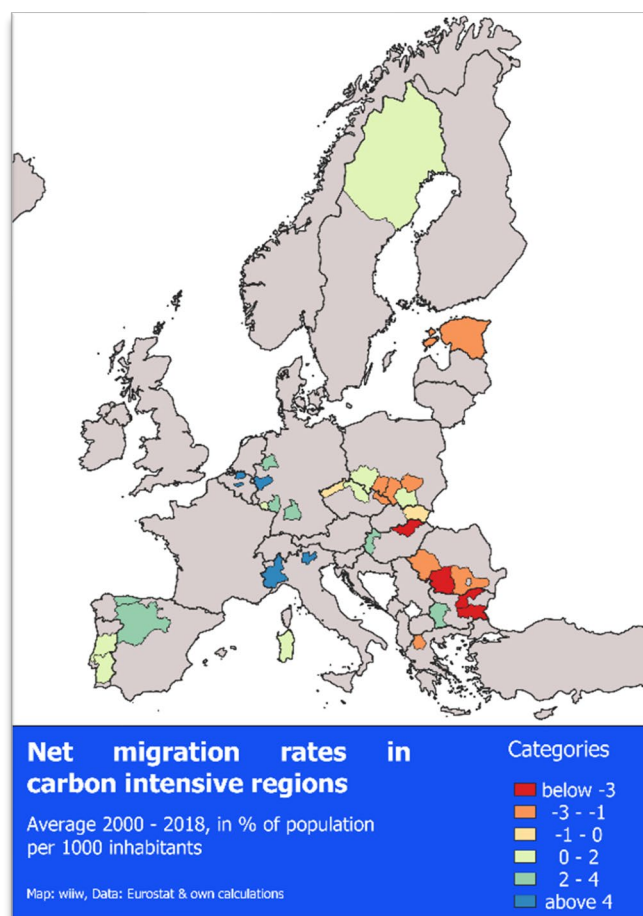 Net migration rates in
carbon intensive regions
Average 2000 - 2018, in % of population
per 1000 inhabitants
Map: wiiw, Data: Eurostat & own calculations
Categories
below -3
-3 - -1
-1 - 0
0 - 2
2 - 4
above 4